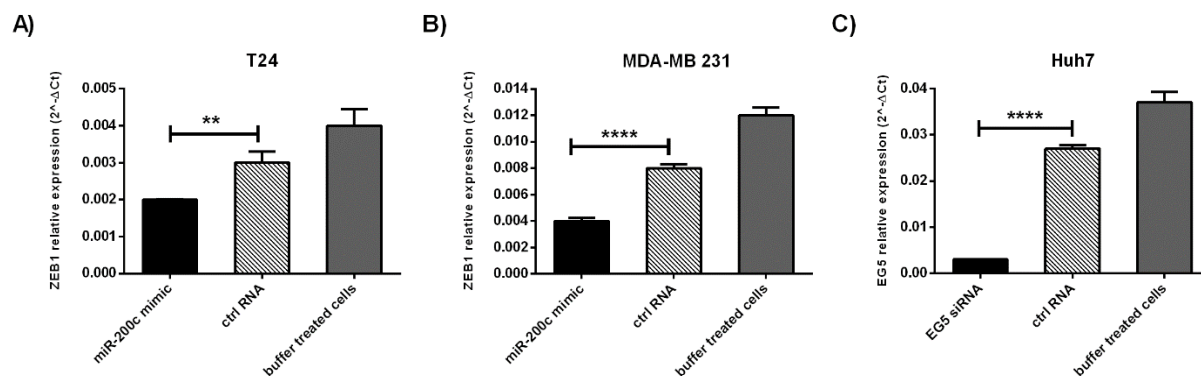 A)
T24
ZEB1 relative expression (2^-ΔCt)
0.005
0.004
0.003
0.002
0.001
0.000
**
miR-200c mimic
ctrl RNA
buffer treated cells
B)
MDA-MB 231
ZEB1 relative expression (2^-ΔCt)
0.014
0.012
0.010
0.008
0.006
0.004
0.002
0.000
****
miR-200c mimic
ctrl RNA
buffer treated cells
C)
Huh7
EG5 relative expression (2^-ΔCt)
0.04
0.03
0.02
0.01
0.00
****
EG5 siRNA
ctrl RNA
buffer treated cells